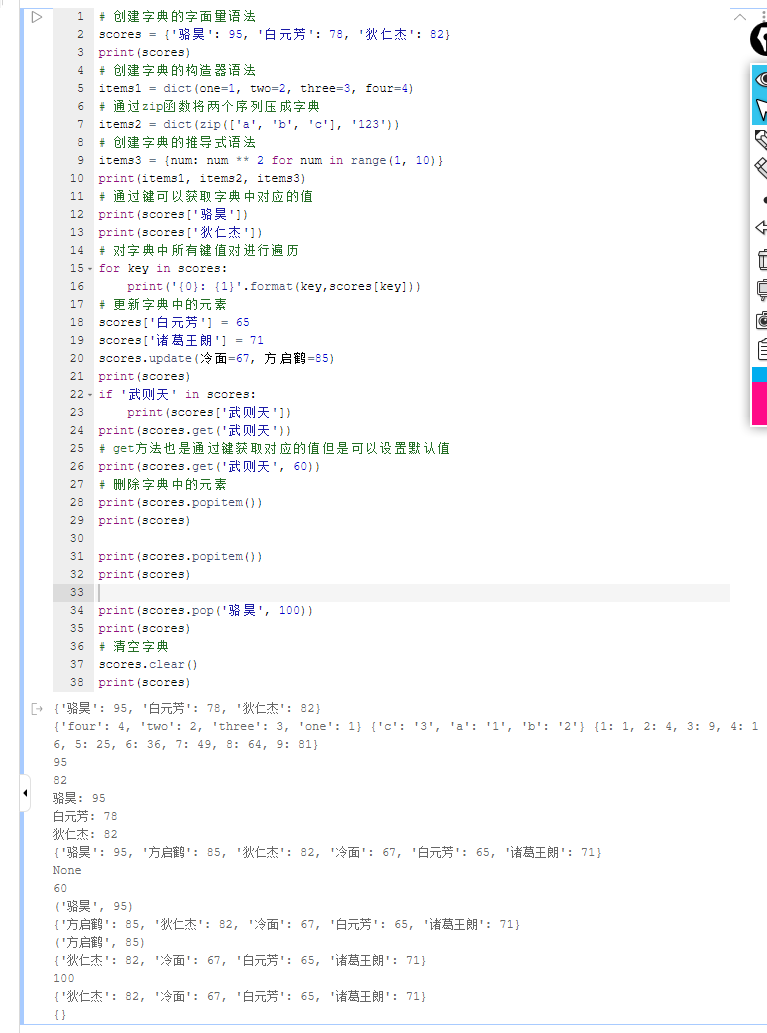 1 # 创建字典的字面量语法
2 scores = {'骆昊': 95, '白元芳': 78, '狄仁杰': 82}
3 print(scores)
4 # 创建字典的构造器语法
5 items1 = dict(one=1, two=2, three=3, four=4)
6 # 通过zip函数将两个序列压成字典
7 items2 = dict(zip(['a', 'b', 'c'], '123'))
8 # 创建字典的推导式语法
9 items3 = {num: num ** 2 for num in range(1, 10)}
10 print(items1, items2, items3)
11 # 通过键可以获取字典中对应的值
12 print(scores['骆昊'])
13 print(scores['狄仁杰'])
14 # 对字典中所有键值对进行遍历
15 for key in scores:
16     print('{0}: {1}'.format(key,scores[key]))
17 # 更新字典中的元素
18 scores['白元芳'] = 65
19 scores['诸葛王朗'] = 71
20 scores.update(冷面=67, 方启鹤=85)
21 print(scores)
22 if '武则天' in scores:
23     print(scores['武则天'])
24 print(scores.get('武则天'))
25 # get方法也是通过键获取对应的值但是可以设置默认值
26 print(scores.get('武则天', 60))
27 # 删除字典中的元素
28 print(scores.popitem())
29 print(scores)
30
31 print(scores.popitem())
32 print(scores)
33
34 print(scores.pop('骆昊', 100))
35 print(scores)
36 # 清空字典
37 scores.clear()
38 print(scores)
{'骆昊': 95, '白元芳': 78, '狄仁杰': 82}
{'four': 4, 'two': 2, 'three': 3, 'one': 1} {'c': '3', 'a': '1', 'b': '2'} {1: 1, 2: 4, 3: 9, 4: 1
6, 5: 25, 6: 36, 7: 49, 8: 64, 9: 81}
95
82
骆昊: 95
白元芳: 78
狄仁杰: 82
{'骆昊': 95, '方启鹤': 85, '狄仁杰': 82, '冷面': 67, '白元芳': 65, '诸葛王朗': 71}
None
60
('骆昊', 95)
{'方启鹤': 85, '狄仁杰': 82, '冷面': 67, '白元芳': 65, '诸葛王朗': 71}
('方启鹤', 85)
{'狄仁杰': 82, '冷面': 67, '白元芳': 65, '诸葛王朗': 71}
100
{'狄仁杰': 82, '冷面': 67, '白元芳': 65, '诸葛王朗': 71}
{}